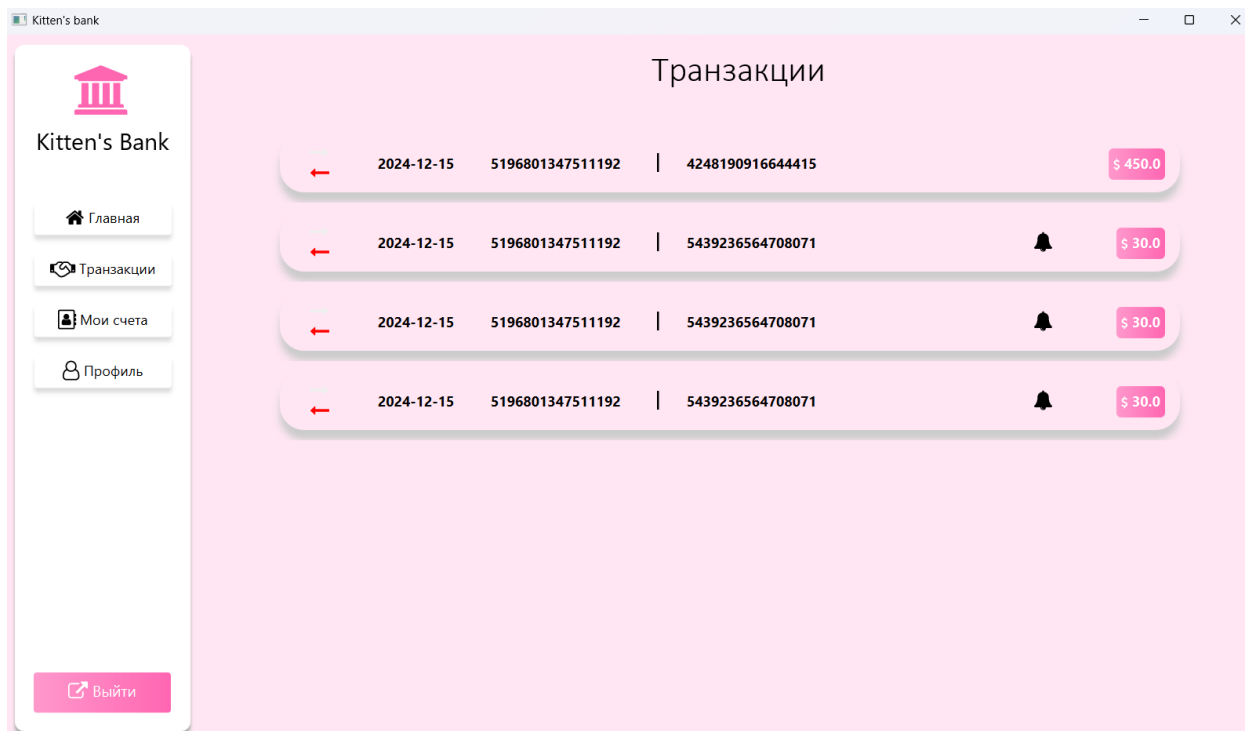 Kitten's bank
Kitten's Bank
Главная
Транзакции
Мои счета
Профиль
Выйти
Транзакции
2024-12-15 5196801347511192 | 4248190916644415 $ 450.0
2024-12-15 5196801347511192 | 5439236564708071 $ 30.0
2024-12-15 5196801347511192 | 5439236564708071 $ 30.0
2024-12-15 5196801347511192 | 5439236564708071 $ 30.0